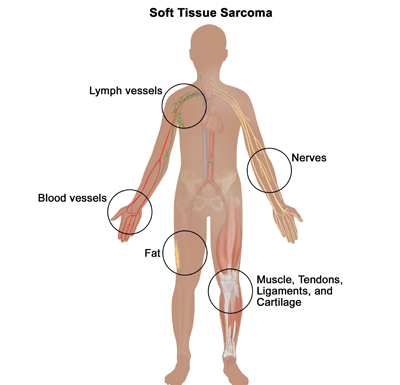 Soft Tissue Sarcoma
Lymph vessels
Nerves
Blood vessels
Fat
Muscle, Tendons,
Ligaments, and
Cartilage